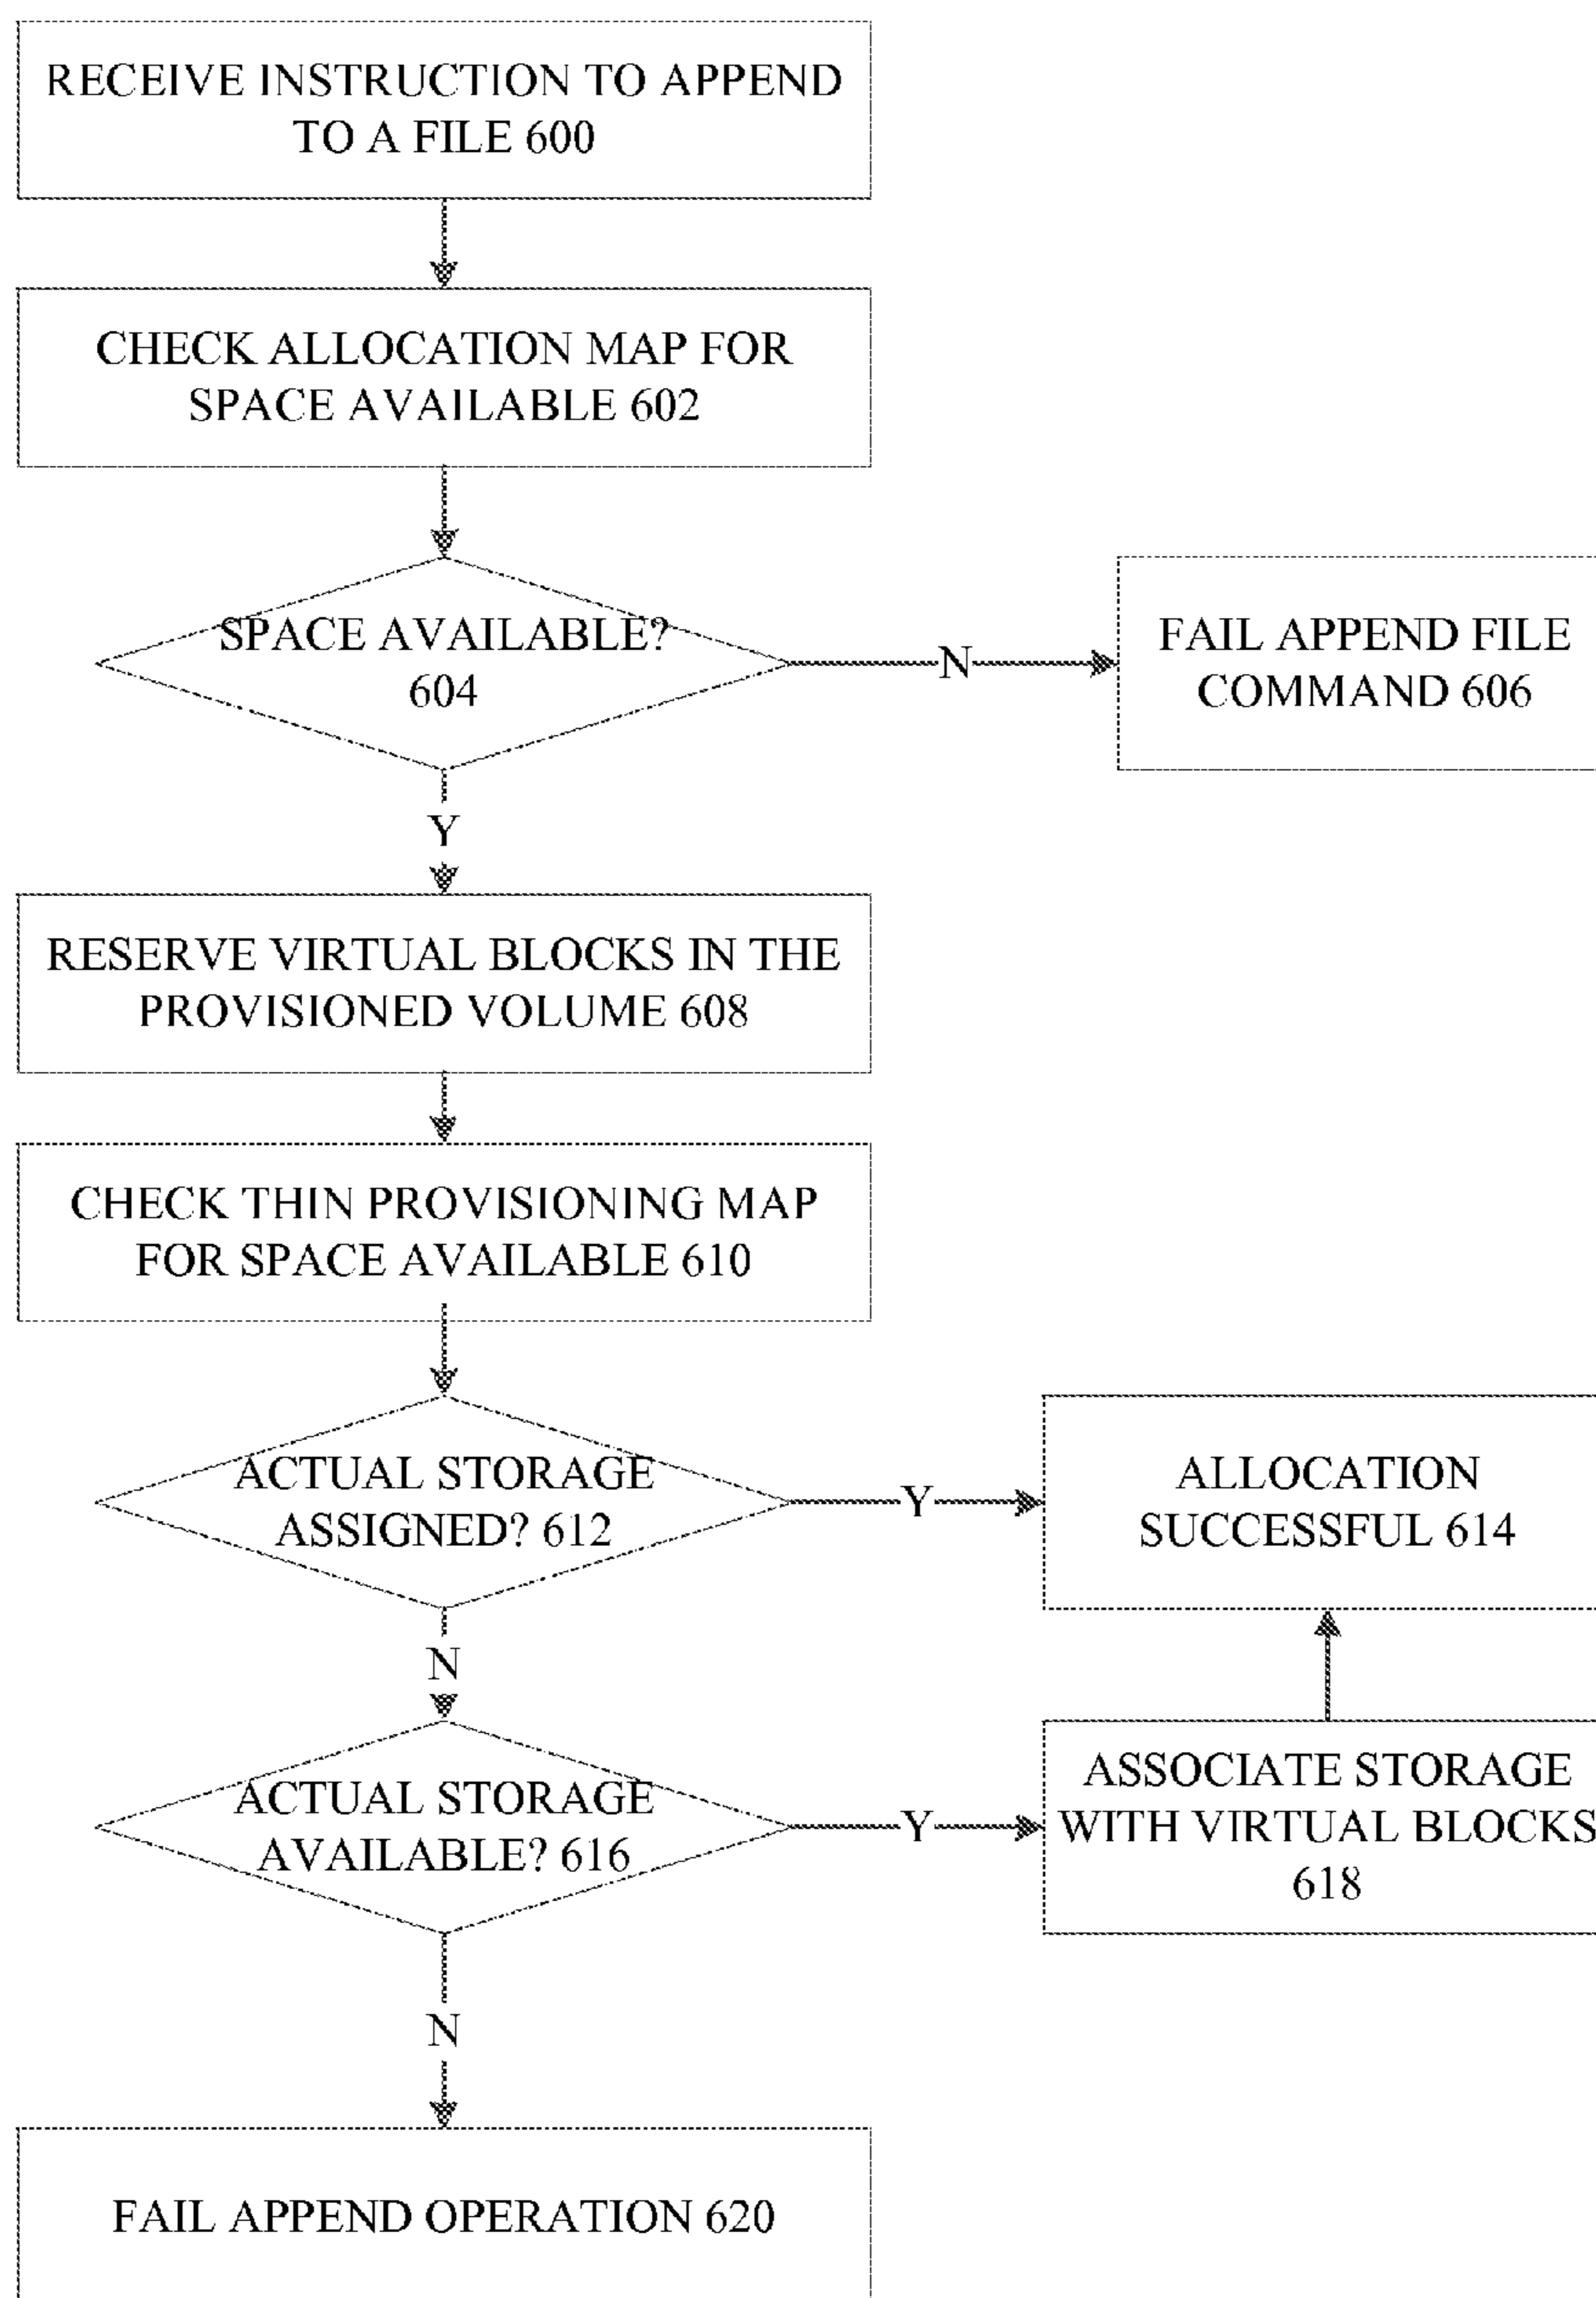 RECEIVE INSTRUCTION TO APPEND
TO A FILE 600
CHECK ALLOCATION MAP FOR
SPACE AVAILABLE 602
SPACE AVAILABLE?
604
N
FAIL APPEND FILE
COMMAND 606
Y
RESERVE VIRTUAL BLOCKS IN THE
PROVISIONED VOLUME 608
CHECK THIN PROVISIONING MAP
FOR SPACE AVAILABLE 610
ACTUAL STORAGE
ASSIGNED? 612
Y
ALLOCATION
SUCCESSFUL 614
N
ACTUAL STORAGE
AVAILABLE? 616
Y
ASSOCIATE STORAGE
WITH VIRTUAL BLOCKS
618
N
FAIL APPEND OPERATION 620